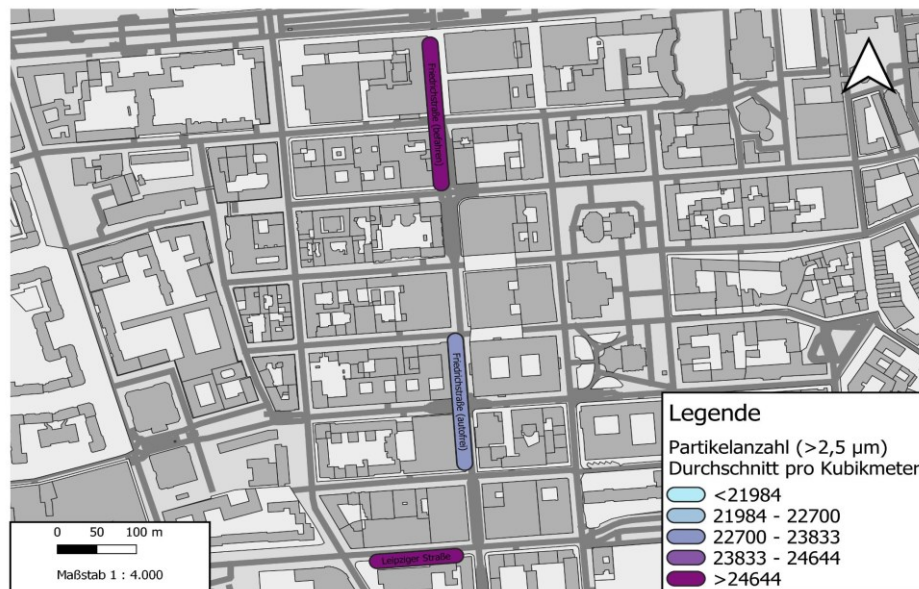 Friedrichstraße (befahren)
Friedrichstraße (autofrei)
Leipziger Straße
0 50 100 m
Maßstab 1 : 4.000
Legende
Partikelanzahl (>2,5 µm)
Durchschnitt pro Kubikmeter
<21984
21984 - 22700
22700 - 23833
23833 - 24644
>24644